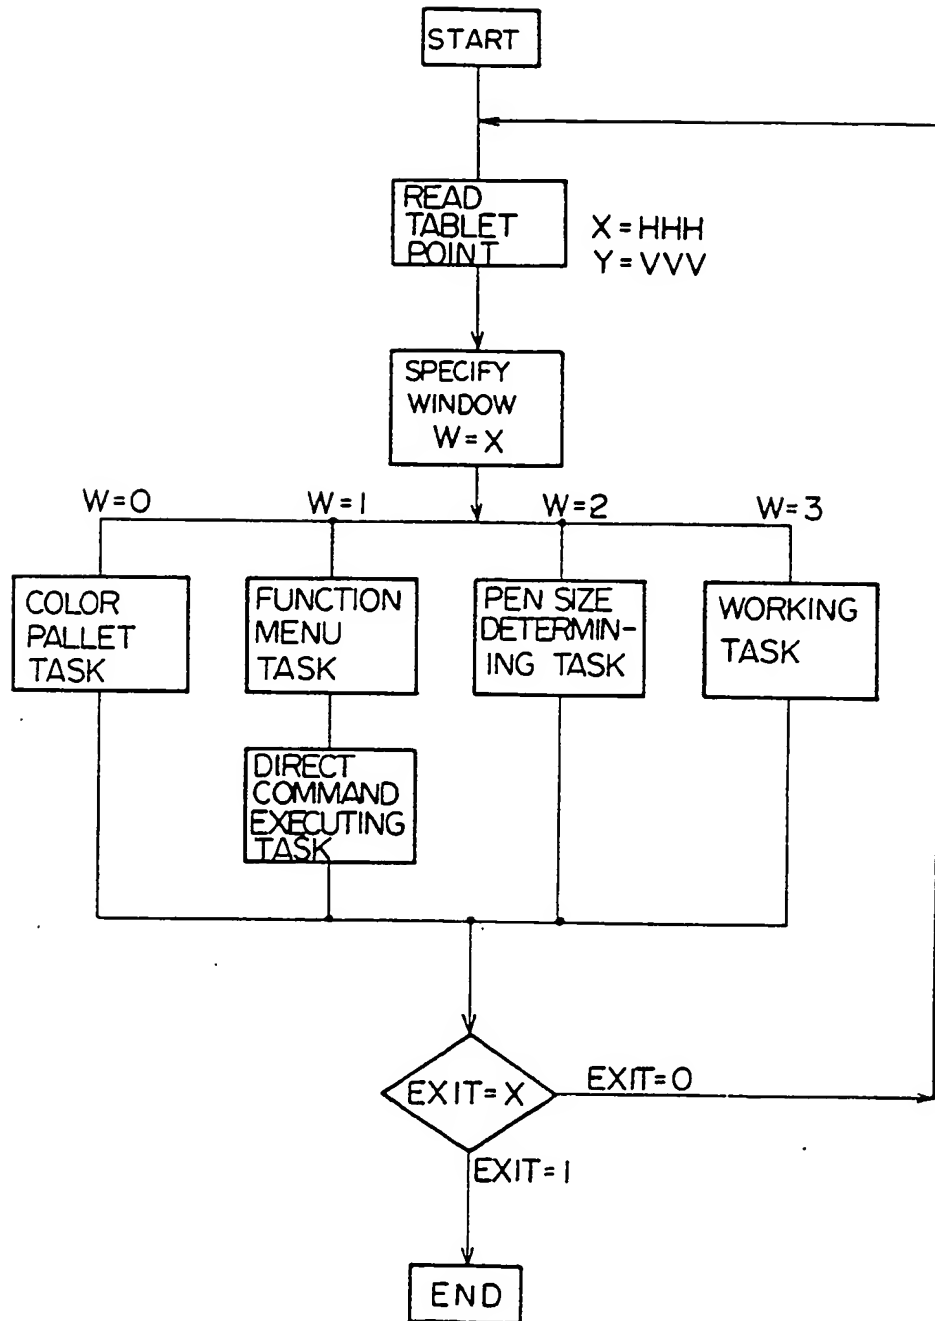 START
READ
TABLET
POINT
X=HHH
Y=VVV
SPECIFY
WINDOW
W=X
W=0
W=1
W=2
W=3
COLOR
PALLET
TASK
FUNCTION
MENU
TASK
PEN SIZE
DETERMIN-
ING TASK
WORKING
TASK
DIRECT
COMMAND
EXECUTING
TASK
EXIT=X
EXIT=0
EXIT=1
END